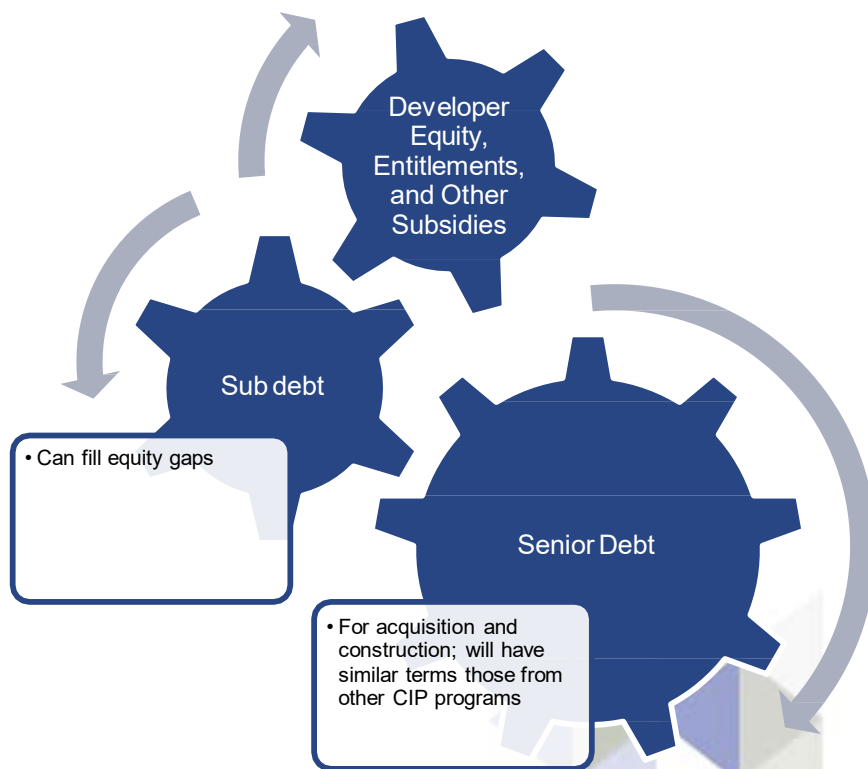 Developer
Equity,
Entitlements,
and Other
Subsidies
Sub debt
• Can fill equity gaps
Senior Debt
• For acquisition and
construction; will have
similar terms those from
other CIP programs